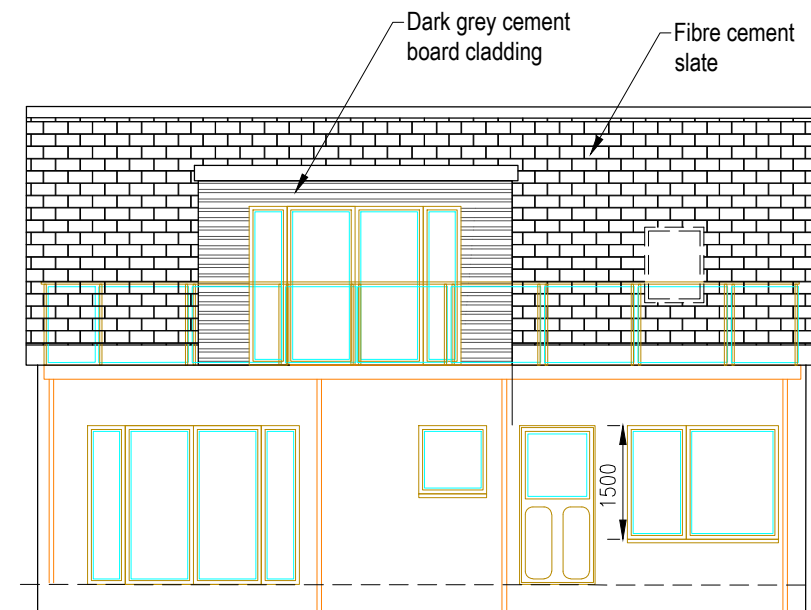 Dark grey cement
board cladding
Fibre cement
slate
1500